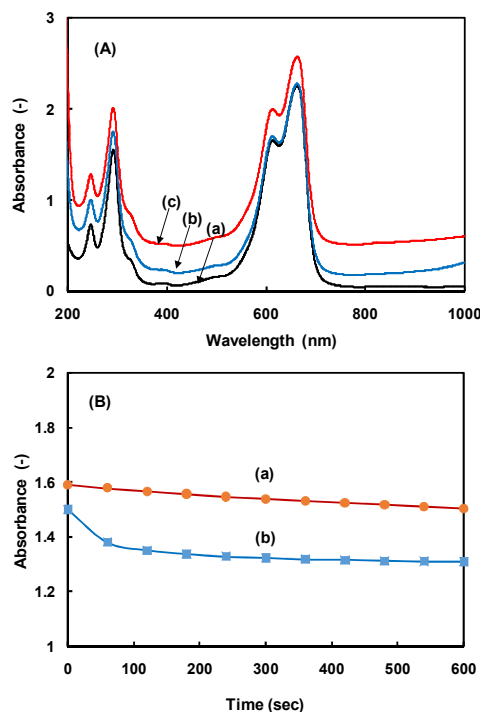 (A)
3
2
1
0
Absorbance (-)
(c)
(b)
(a)
200
400
600
800
1000
Wavelength (nm)
(B)
2
1.8
1.6
1.4
1.2
1
Absorbance (-)
(a)
(b)
0
100
200
300
400
500
600
Time (sec)